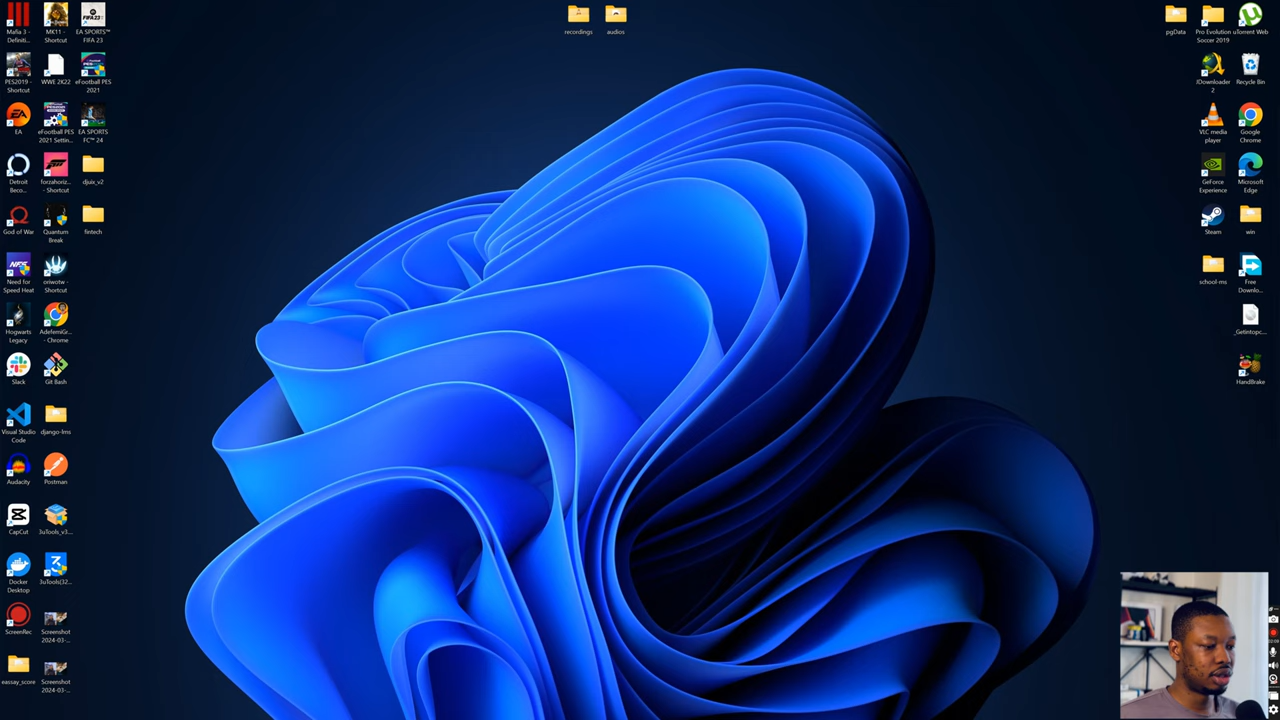 Mafia 3 -
Definiti...
MK11 -
Shortcut
EA SPORTS™
FIFA 23
recordings
audios
pgData
Pro Evolution
Soccer 2019
uTorrent Web
PES2019 -
Shortcut
WWE 2K22
eFootball PES
2021
JDownloader
2
Recycle Bin
EA
eFootball PES
2021 Settin...
EA SPORTS
FC™ 24
VLC media
player
Google
Chrome
Detroit
Beco...
forzahoriz...
- Shortcut
djuix_v2
GeForce
Experience
Microsoft
Edge
God of War
Quantum
Break
fintech
Steam
win
Need for
Speed Heat
oriwotw -
Shortcut
school-ms
Free
Downlo...
Hogwarts
Legacy
AdefemiGr...
- Chrome
_Getintopc...
Slack
Git Bash
HandBrake
Visual Studio
Code
django-lms
Audacity
Postman
CapCut
3uTools_v3...
Docker
Desktop
3uTools(32...
ScreenRec
Screenshot
2024-03-...
eassay_score
Screenshot
2024-03-...